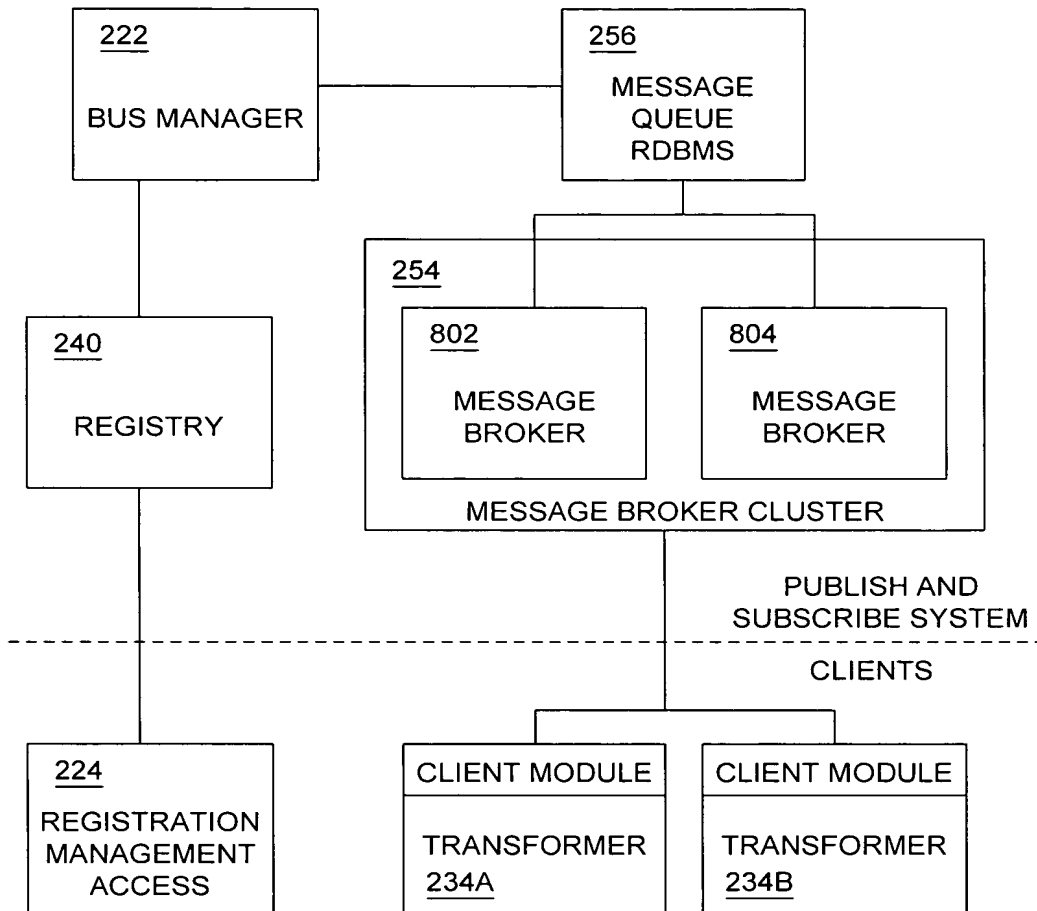 222
BUS MANAGER
256
MESSAGE
QUEUE
RDBMS
254
240
REGISTRY
802
MESSAGE
BROKER
804
MESSAGE
BROKER
MESSAGE BROKER CLUSTER
PUBLISH AND
SUBSCRIBE SYSTEM
CLIENTS
224
REGISTRATION
MANAGEMENT
ACCESS
CLIENT MODULE
TRANSFORMER
234A
CLIENT MODULE
TRANSFORMER
234B